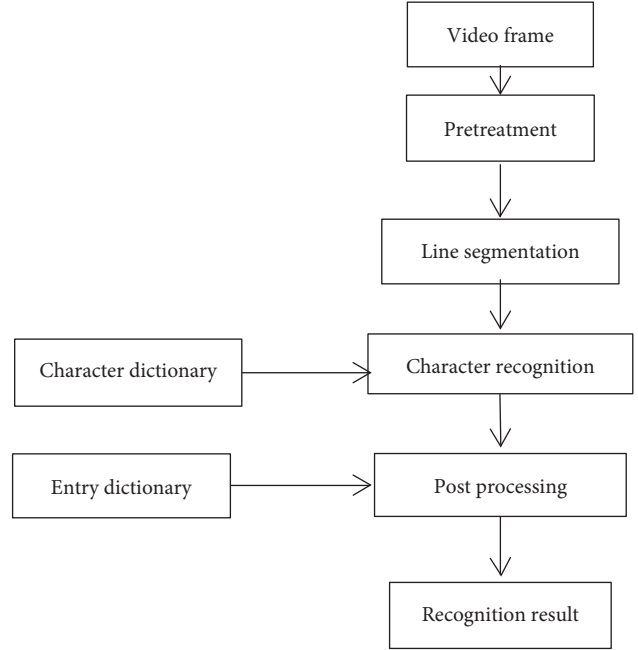 Video frame
Pretreatment
Line segmentation
Character dictionary
Character recognition
Entry dictionary
Post processing
Recognition result